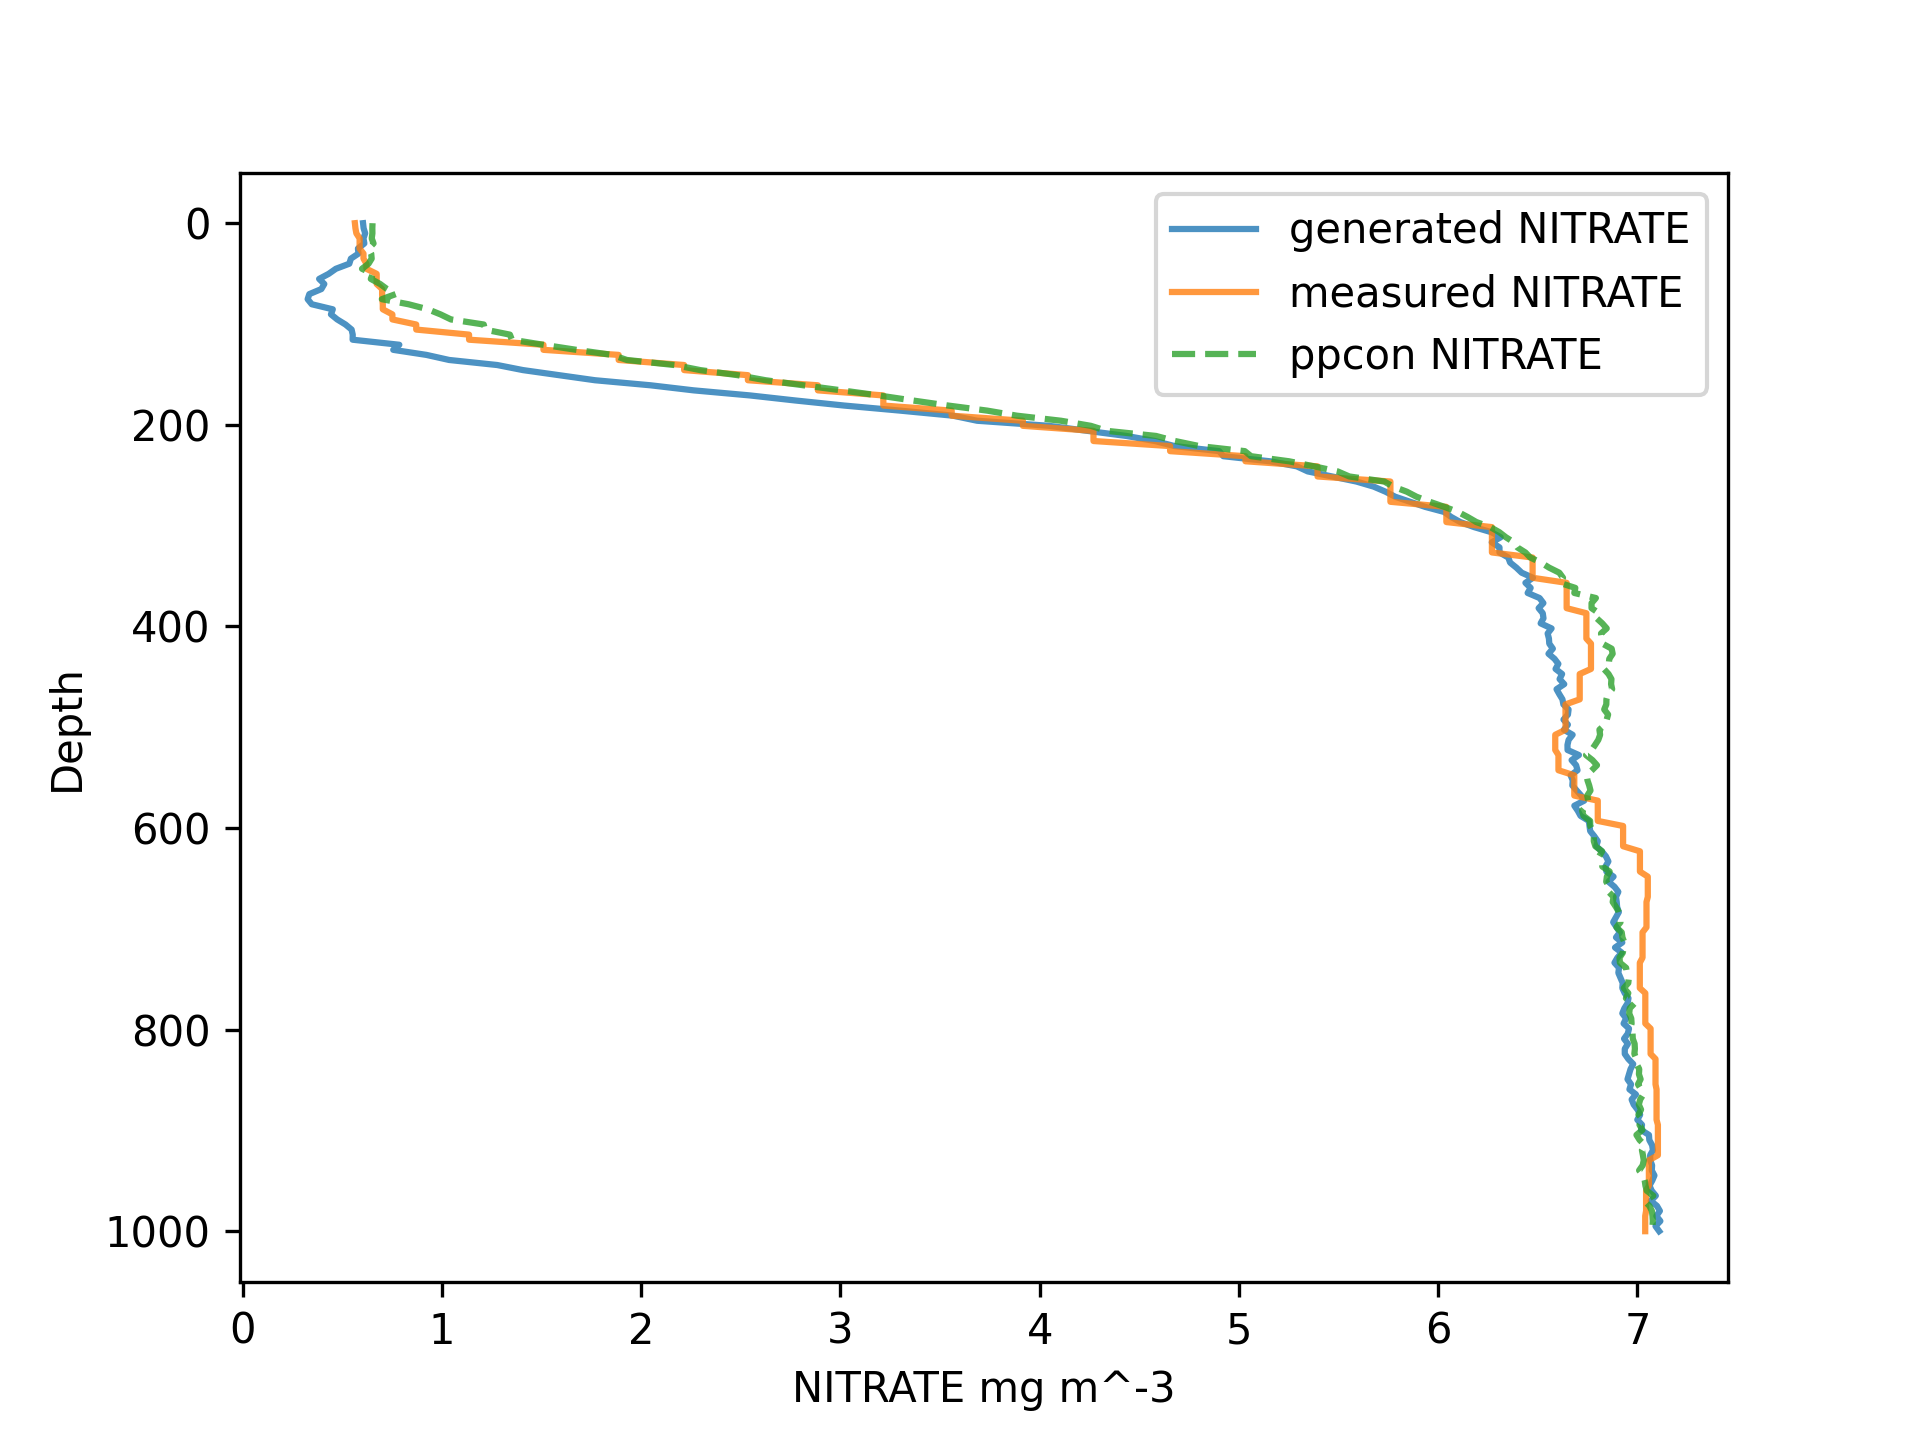 generated NITRATE
measured NITRATE
ppcon NITRATE
0
200
400
600
800
1000
Depth
0 1 2 3 4 5 6 7
NITRATE mg m^-3